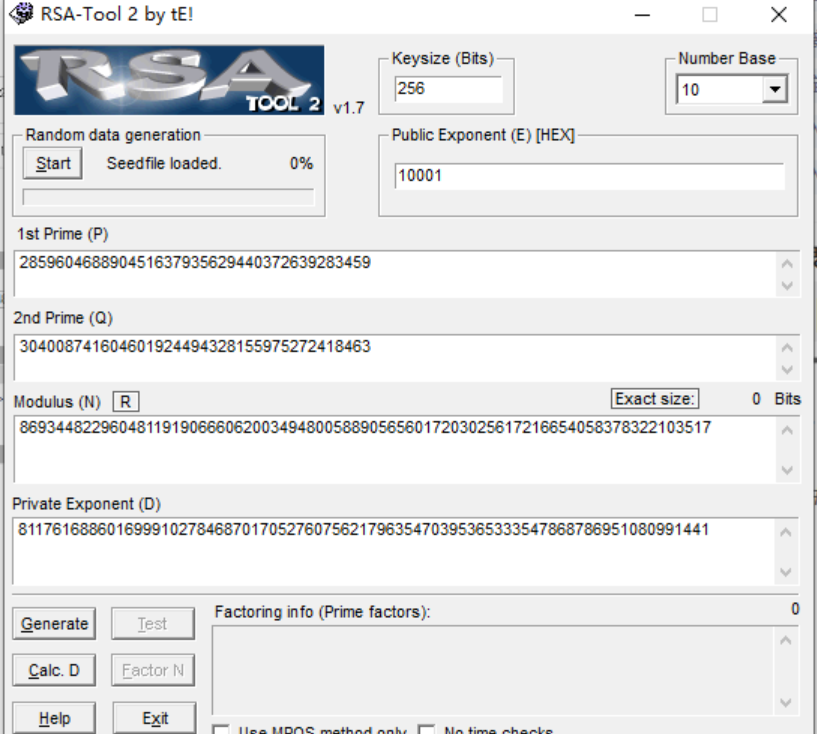 RSA-Tool 2 by tE!
RSA
TOOL 2 v1.7
Keysize (Bits)
256
Number Base
10
Random data generation
Start Seedfile loaded. 0%
Public Exponent (E) [HEX]
10001
1st Prime (P)
285960468890451637935629440372639283459
2nd Prime (Q)
304008741604601924494328155975272418463
Modulus (N) R Exact size: 0 Bits
86934482296048119190666062003494800588905656017203025617216654058378322103517
Private Exponent (D)
81176168860169991027846870170527607562179635470395365333547868786951080991441
Generate Test Factoring info (Prime factors): 0
Calc. D Factor N
Help Exit
Use MPQS method only No time checks